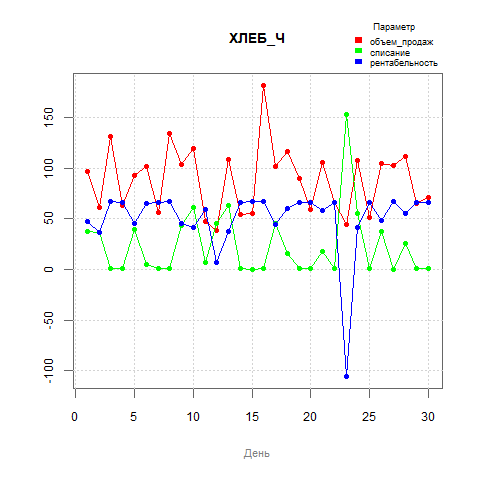 Параметр
ХЛЕБ_Ч
объем_продаж
списание
рентабельность
150
100
50
0
-50
-100
0 5 10 15 20 25 30
День